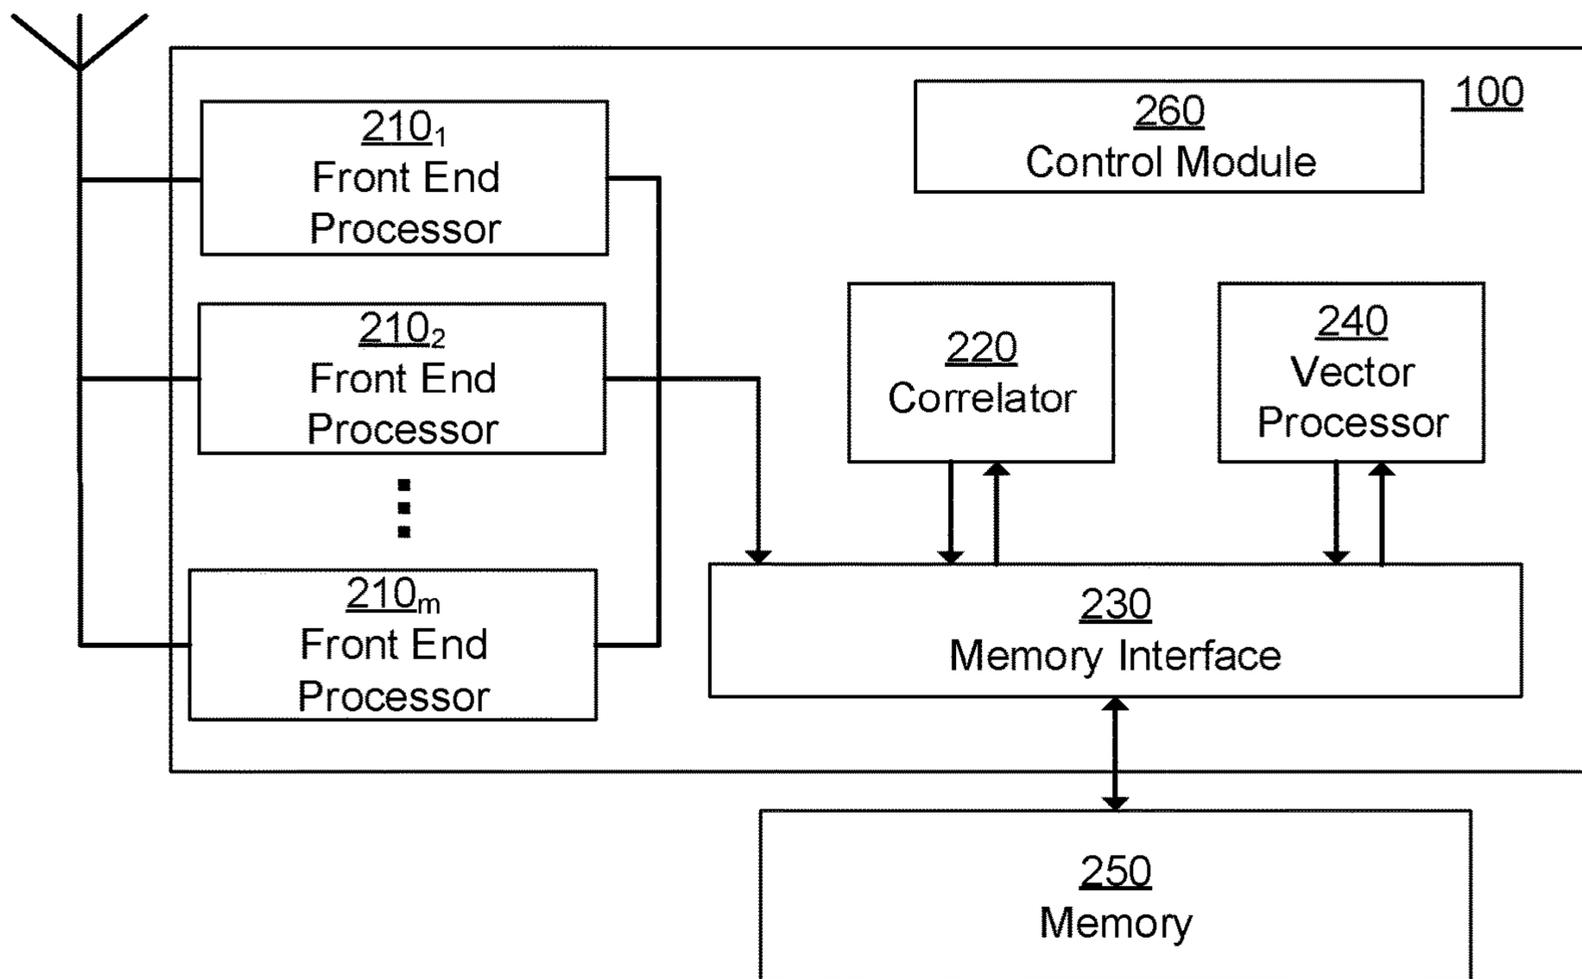 260
Control Module
100
210₁
Front End
Processor
210₂
Front End
Processor
210ₘ
Front End
Processor
220
Correlator
240
Vector
Processor
230
Memory Interface
250
Memory